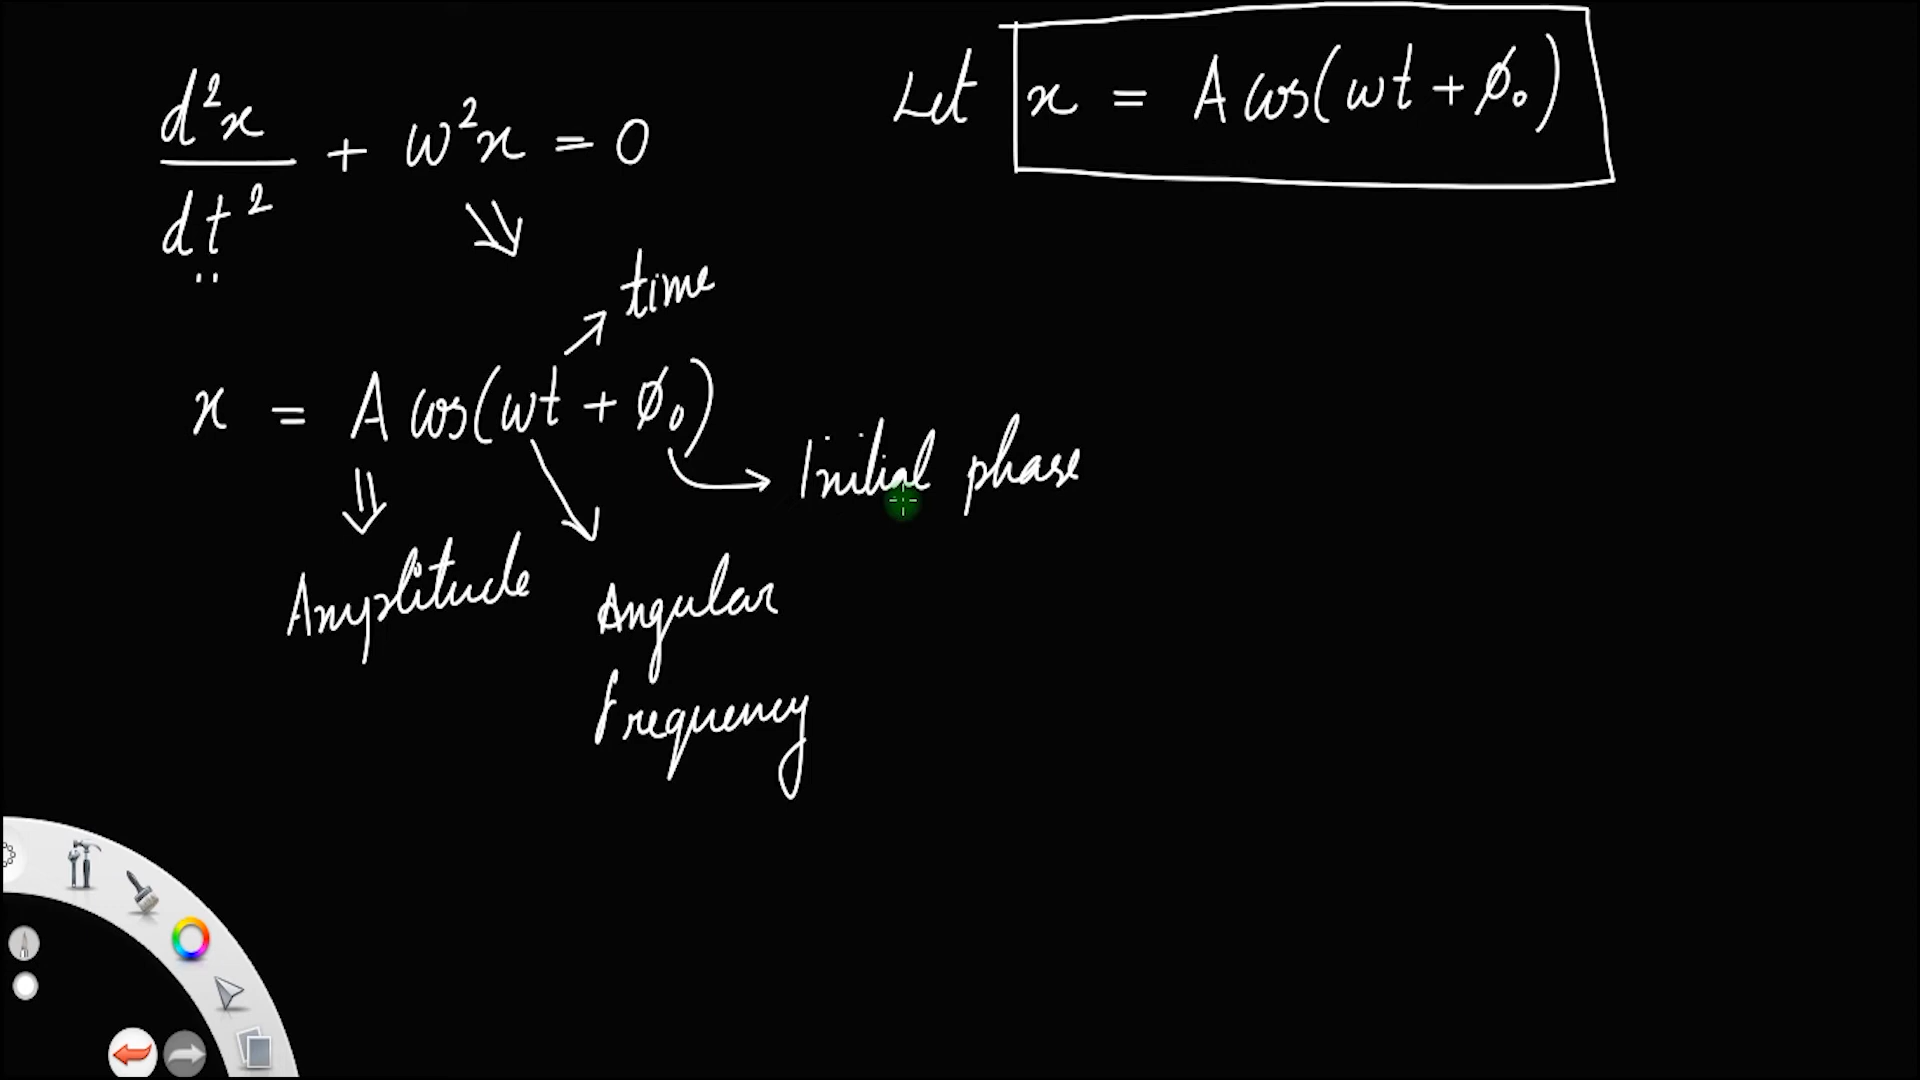 d²x/dt² + ω²x = 0
Let x = A cos(ωt + ϕ₀)
time
x = A cos(ωt + ϕ₀)
Initial phase
Amplitude
Angular
frequency